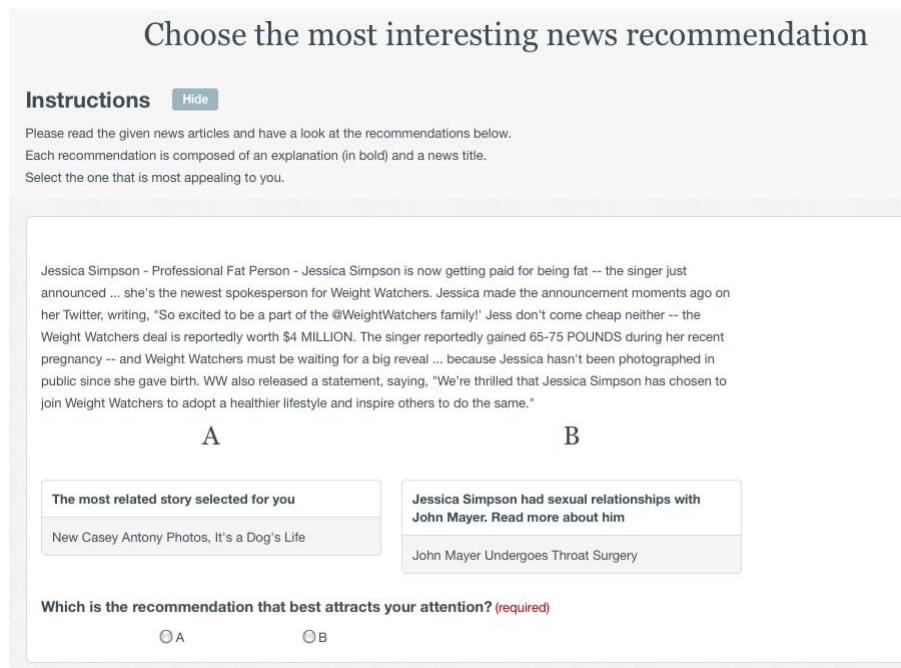 Choose the most interesting news recommendation
Instructions
Hide
Please read the given news articles and have a look at the recommendations below.
Each recommendation is composed of an explanation (in bold) and a news title.
Select the one that is most appealing to you.
Jessica Simpson - Professional Fat Person - Jessica Simpson is now getting paid for being fat -- the singer just
announced ... she's the newest spokesperson for Weight Watchers. Jessica made the announcement moments ago on
her Twitter, writing, "So excited to be a part of the @WeightWatchers family!' Jess don't come cheap neither -- the
Weight Watchers deal is reportedly worth $4 MILLION. The singer reportedly gained 65-75 POUNDS during her recent
pregnancy -- and Weight Watchers must be waiting for a big reveal ... because Jessica hasn't been photographed in
public since she gave birth. WW also released a statement, saying, "We're thrilled that Jessica Simpson has chosen to
join Weight Watchers to adopt a healthier lifestyle and inspire others to do the same."
A
B
The most related story selected for you
New Casey Antony Photos, It's a Dog's Life
Jessica Simpson had sexual relationships with
John Mayer. Read more about him
John Mayer Undergoes Throat Surgery
Which is the recommendation that best attracts your attention? (required)
A
B